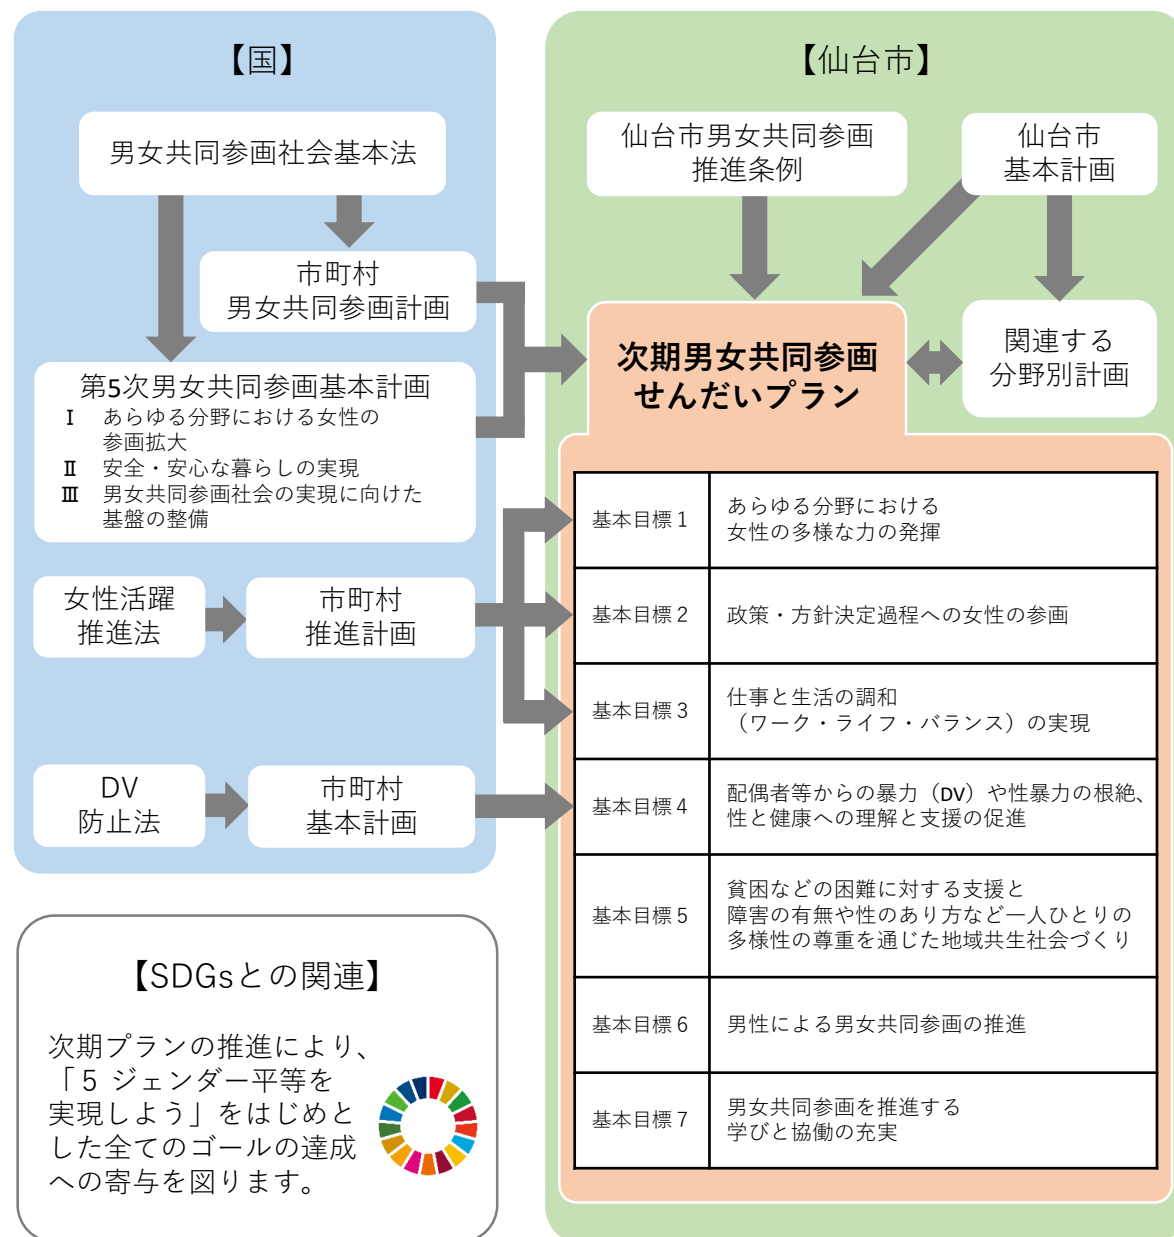 【国】
男女共同参画社会基本法
市町村
男女共同参画計画
第5次男女共同参画基本計画
Ⅰ あらゆる分野における女性の
参画拡大
Ⅱ 安全・安心な暮らしの実現
Ⅲ 男女共同参画社会の実現に向けた
基盤の整備
女性活躍
推進法
市町村
推進計画
DV
防止法
市町村
基本計画
【仙台市】
仙台市男女共同参画
推進条例
仙台市
基本計画
次期男女共同参画
せんだいプラン
関連する
分野別計画
基本目標1
あらゆる分野における
女性の多様な力の発揮
基本目標2
政策・方針決定過程への女性の参画
基本目標3
仕事と生活の調和
（ワーク・ライフ・バランス）の実現
基本目標4
配偶者等からの暴力（DV）や性暴力の根絶、
性と健康への理解と支援の促進
基本目標5
貧困などの困難に対する支援と
障害の有無や性のあり方など一人ひとりの
多様性の尊重を通じた地域共生社会づくり
基本目標6
男性による男女共同参画の推進
基本目標7
男女共同参画を推進する
学びと協働の充実
【SDGsとの関連】
次期プランの推進により、
「5 ジェンダー平等を
実現しよう」をはじめと
した全てのゴールの達成
への寄与を図ります。